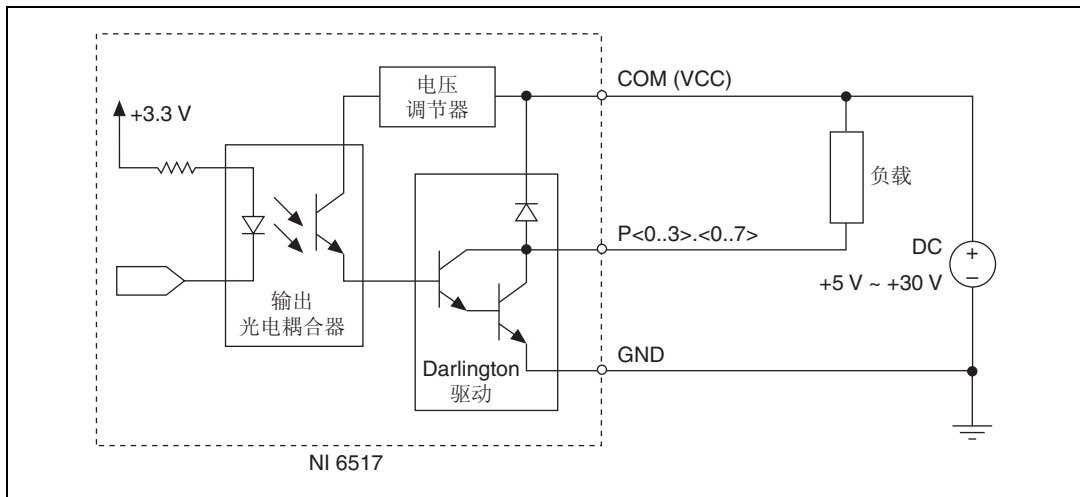 电压
调节器
COM (VCC)
+3.3 V
负载
P<0..3>.<0..7>
DC
+
−
+5 V ~ +30 V
输出
光电耦合器
GND
Darlington
驱动
NI 6517